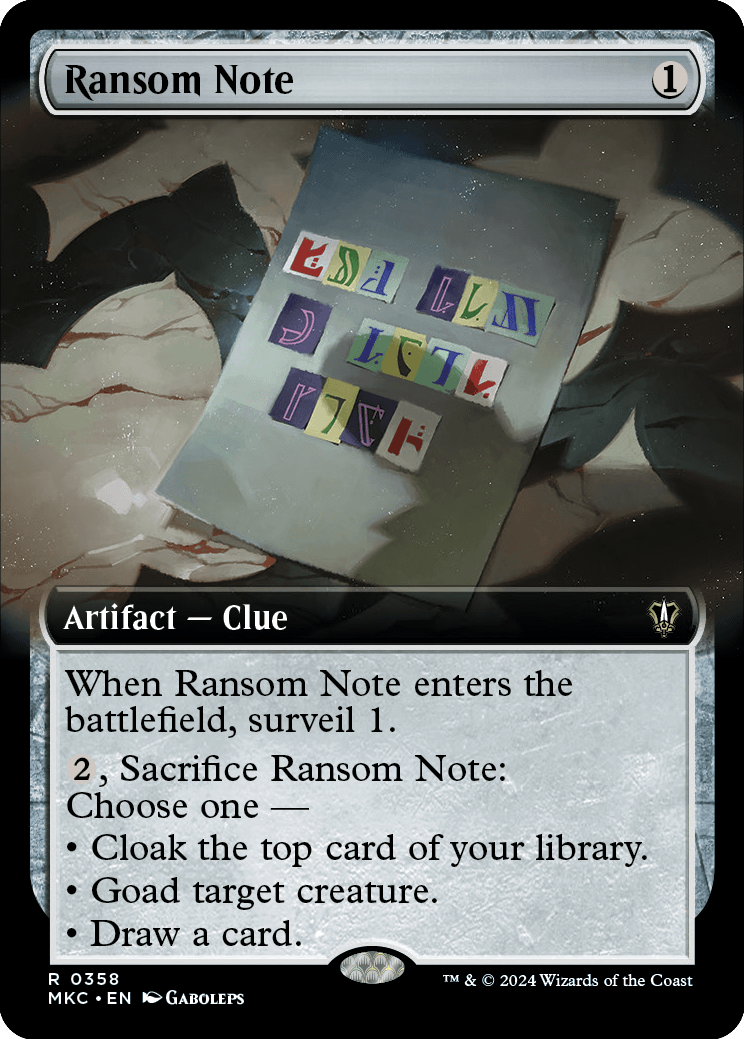 Ransom Note 1
Artifact — Clue
When Ransom Note enters the
battlefield, surveil 1.
2, Sacrifice Ransom Note:
Choose one —
• Cloak the top card of your library.
• Goad target creature.
• Draw a card.
R 0358
MKC • EN Gaboleps
™ & © 2024 Wizards of the Coast